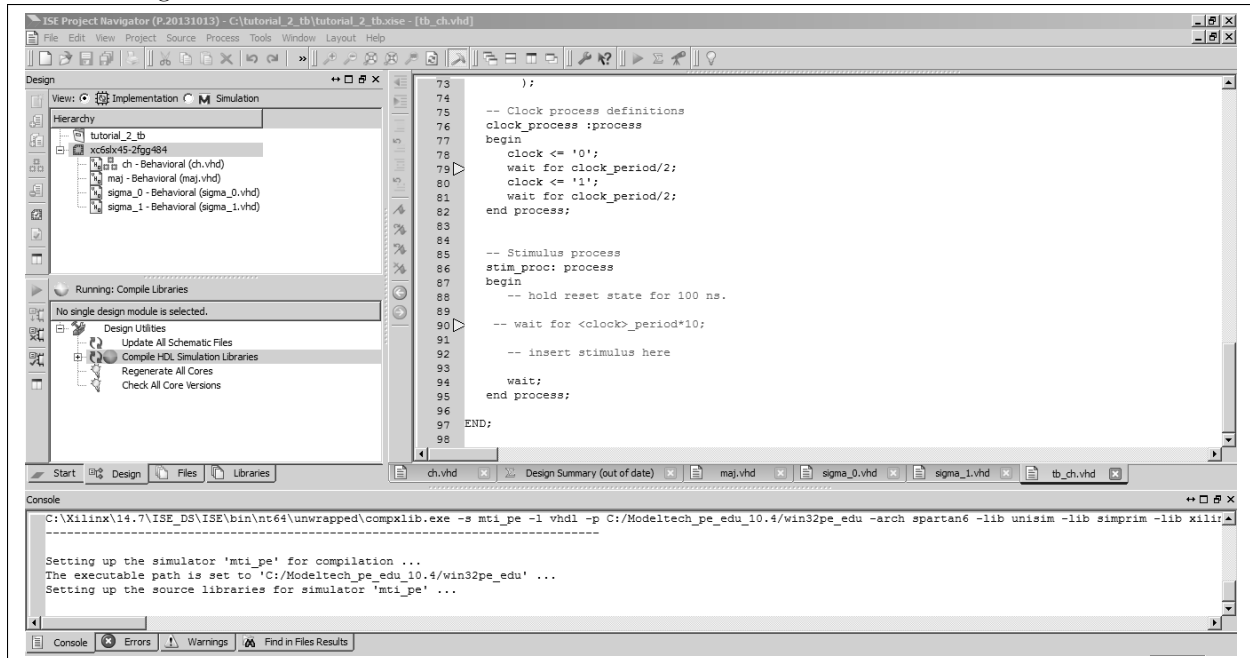 ISE Project Navigator (P.20131013) - C:\tutorial_2_tb\tutorial_2_tb.xise - [tb_ch.vhd]
File Edit View Project Source Process Tools Window Layout Help
Design
View: Implementation Simulation
Hierarchy
tutorial_2_tb
xc6slx45-2fgg484
ch - Behavioral (ch.vhd)
maj - Behavioral (maj.vhd)
sigma_0 - Behavioral (sigma_0.vhd)
sigma_1 - Behavioral (sigma_1.vhd)
Running: Compile Libraries
No single design module is selected.
Design Utilities
Update All Schematic Files
Compile HDL Simulation Libraries
Regenerate All Cores
Check All Core Versions
Start Design Files Libraries
73 );
74
75 -- Clock process definitions
76 clock_process :process
77 begin
78 clock <= '0';
79 wait for clock_period/2;
80 clock <= '1';
81 wait for clock_period/2;
82 end process;
83
84
85 -- Stimulus process
86 stim_proc: process
87 begin
88 -- hold reset state for 100 ns.
89
90 -- wait for <clock>_period*10;
91
92 -- insert stimulus here
93
94 wait;
95 end process;
96
97 END;
98
ch.vhd Design Summary (out of date) maj.vhd sigma_0.vhd sigma_1.vhd tb_ch.vhd
Console
C:\Xilinx\14.7\ISE_DS\ISE\bin\nt64\unwrapped\compxlib.exe -s mti_pe -l vhdl -p C:/Modeltech_pe_edu_10.4/win32pe_edu -arch spartan6 -lib unisim -lib simprim -lib xilin
Setting up the simulator 'mti_pe' for compilation ...
The executable path is set to 'C:/Modeltech_pe_edu_10.4/win32pe_edu' ...
Setting up the source libraries for simulator 'mti_pe' ...
Console Errors Warnings Find in Files Results